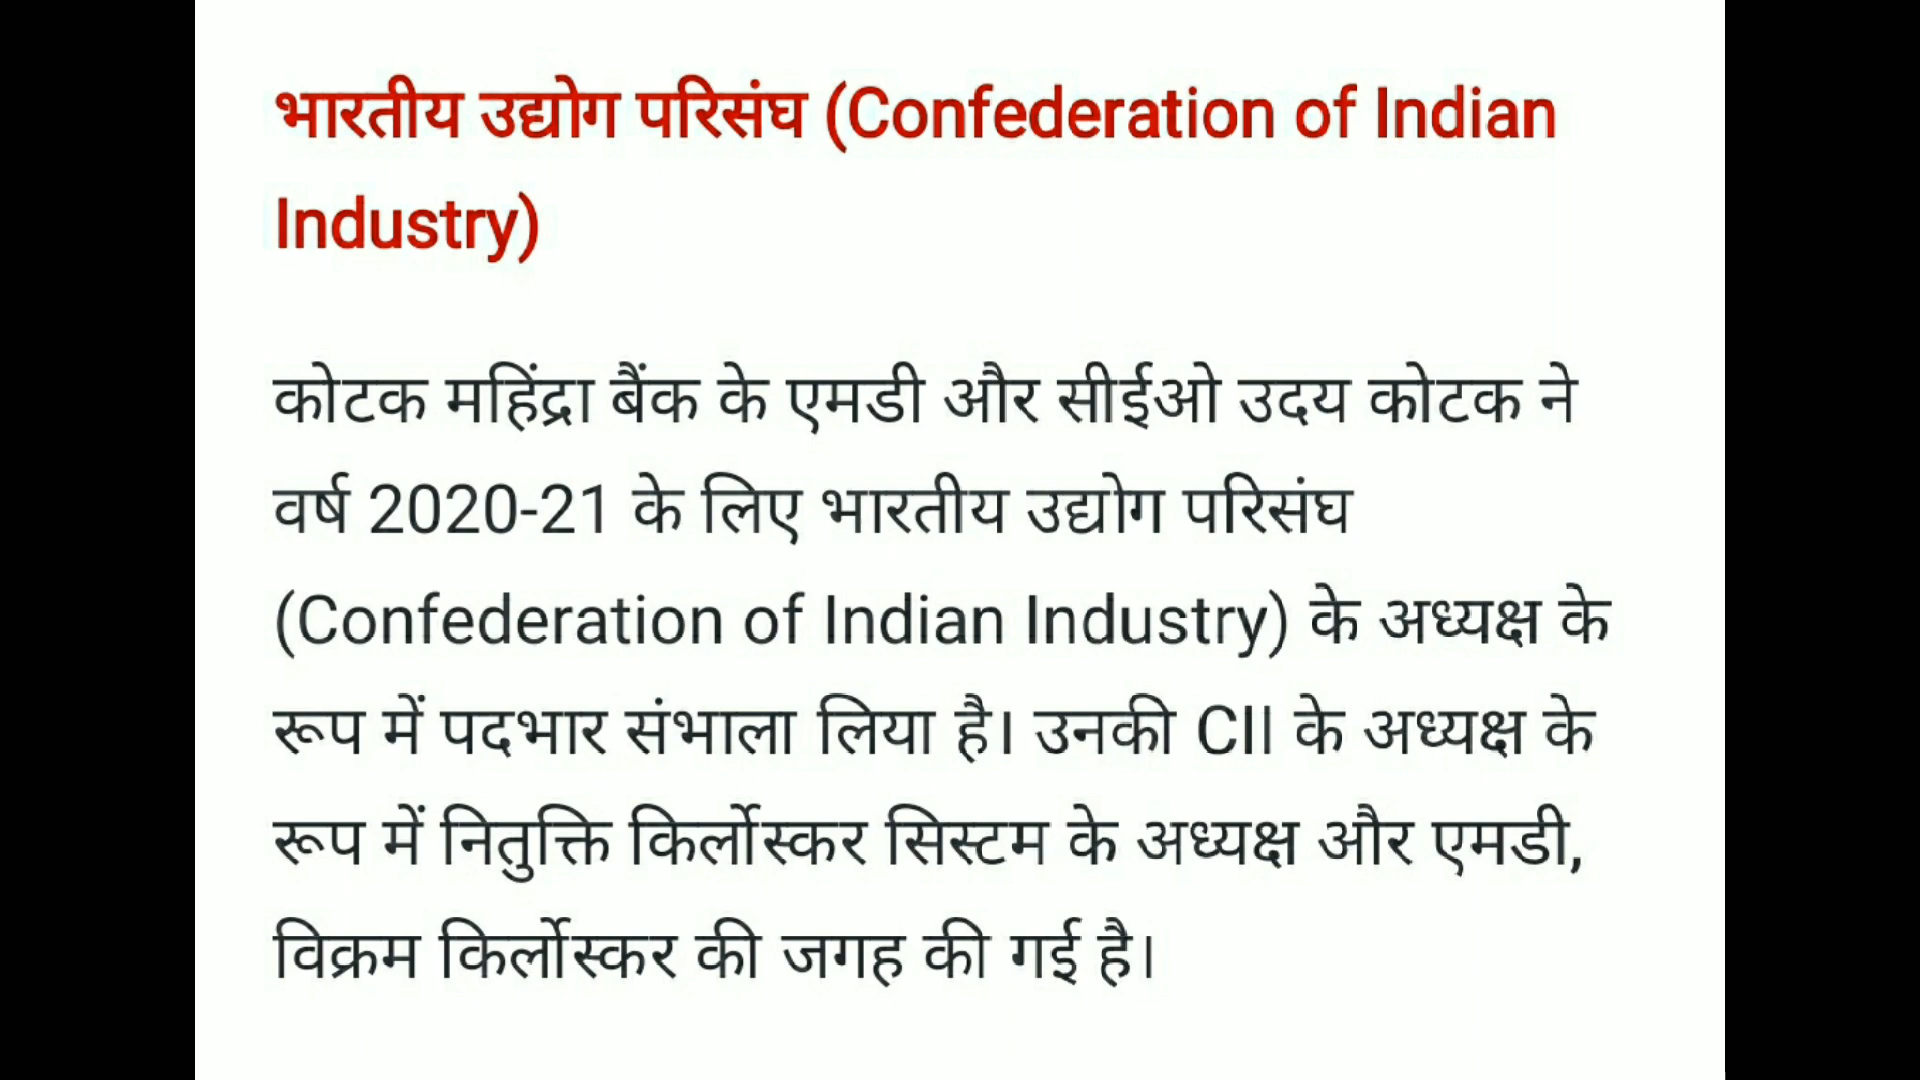 भारतीय उद्योग परिसंघ (Confederation of Indian
Industry)
कोटक महिंद्रा बैंक के एमडी और सीईओ उदय कोटक ने
वर्ष 2020-21 के लिए भारतीय उद्योग परिसंघ
(Confederation of Indian Industry) के अध्यक्ष के
रूप में पदभार संभाला लिया है। उनकी CII के अध्यक्ष के
रूप में नितुक्ति किर्लोस्कर सिस्टम के अध्यक्ष और एमडी,
विक्रम किर्लोस्कर की जगह की गई है।